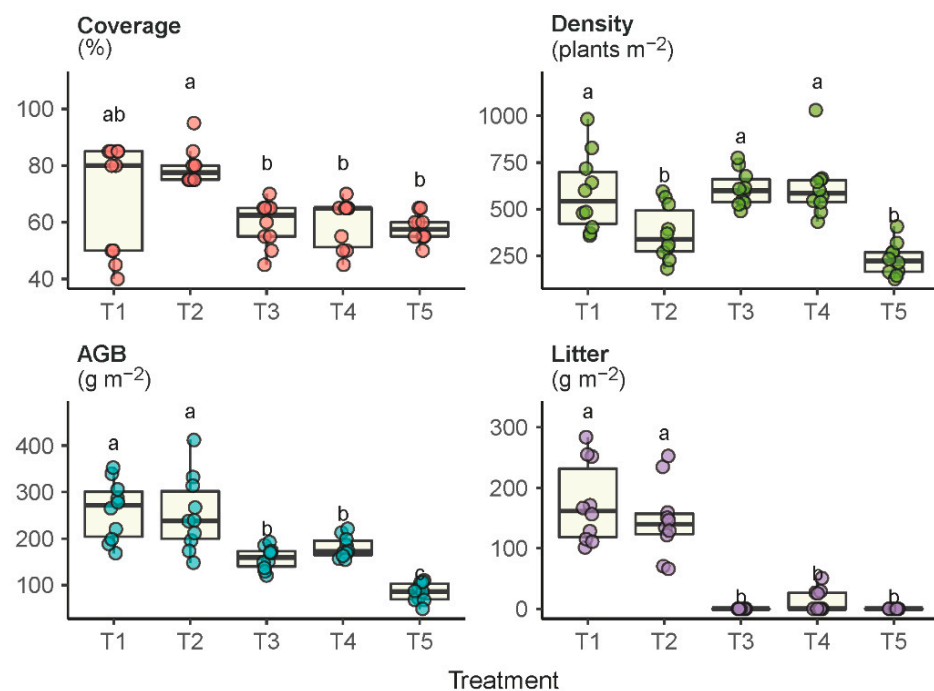 Coverage
(%)
100
80
60
40
ab
a
b
b
b
T1 T2 T3 T4 T5
Density
(plants m⁻²)
1000
750
500
250
a
b
a
a
b
T1 T2 T3 T4 T5
AGB
(g m⁻²)
400
300
200
100
a
a
b
b
c
T1 T2 T3 T4 T5
Litter
(g m⁻²)
300
200
100
0
a
a
b
b
b
T1 T2 T3 T4 T5
Treatment